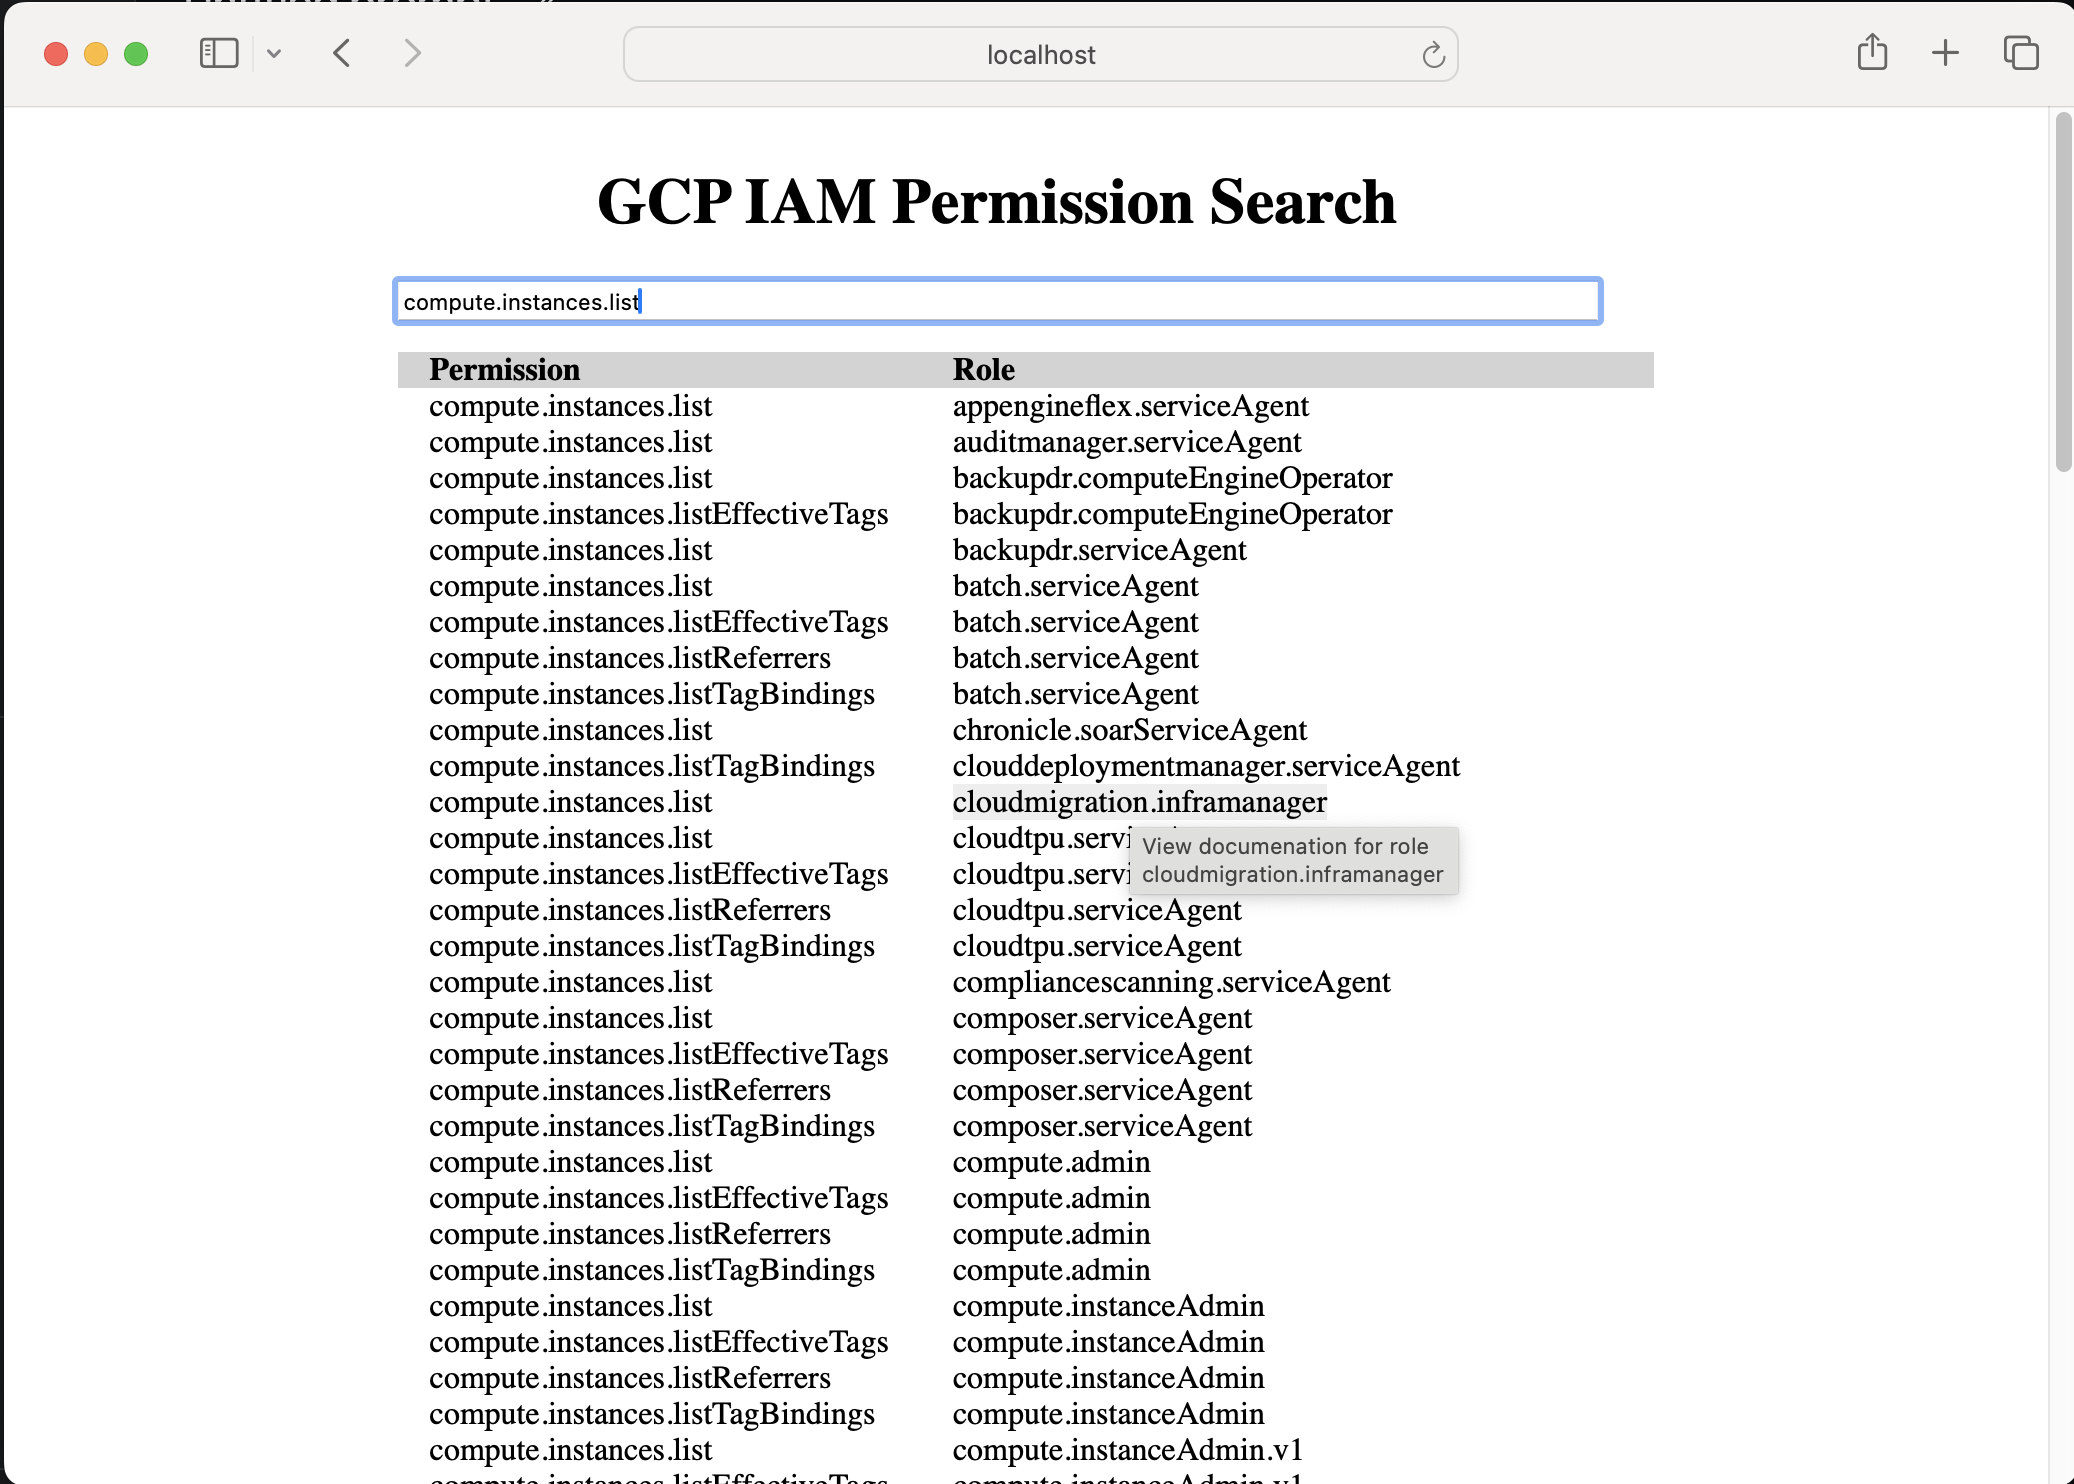 localhost
GCP IAM Permission Search
compute.instances.list
Permission Role
compute.instances.list appengineflex.serviceAgent
compute.instances.list auditmanager.serviceAgent
compute.instances.list backupdr.computeEngineOperator
compute.instances.listEffectiveTags backupdr.computeEngineOperator
compute.instances.list backupdr.serviceAgent
compute.instances.list batch.serviceAgent
compute.instances.listEffectiveTags batch.serviceAgent
compute.instances.listReferrers batch.serviceAgent
compute.instances.listTagBindings batch.serviceAgent
compute.instances.list chronicle.soarServiceAgent
compute.instances.listTagBindings clouddeploymentmanager.serviceAgent
compute.instances.list cloudmigration.inframanager
compute.instances.list cloudtpu.servi
View documenation for role
compute.instances.listEffectiveTags cloudtpu.servi
cloudmigration.inframanager
compute.instances.listReferrers cloudtpu.serviceAgent
compute.instances.listTagBindings cloudtpu.serviceAgent
compute.instances.list compliancescanning.serviceAgent
compute.instances.list composer.serviceAgent
compute.instances.listEffectiveTags composer.serviceAgent
compute.instances.listReferrers composer.serviceAgent
compute.instances.listTagBindings composer.serviceAgent
compute.instances.list compute.admin
compute.instances.listEffectiveTags compute.admin
compute.instances.listReferrers compute.admin
compute.instances.listTagBindings compute.admin
compute.instances.list compute.instanceAdmin
compute.instances.listEffectiveTags compute.instanceAdmin
compute.instances.listReferrers compute.instanceAdmin
compute.instances.listTagBindings compute.instanceAdmin
compute.instances.list compute.instanceAdmin.v1
compute.instances.listEffectiveTags compute.instanceAdmin.v1